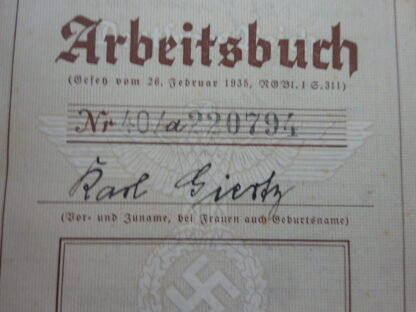 Arbeitsbuch
(Gesetz vom 26. Februar 1935, RGBl. I S. 311)
Nr 40/a 220794
Karl Giertz
(Vor- und Zuname, bei Frauen auch Geburtsname)